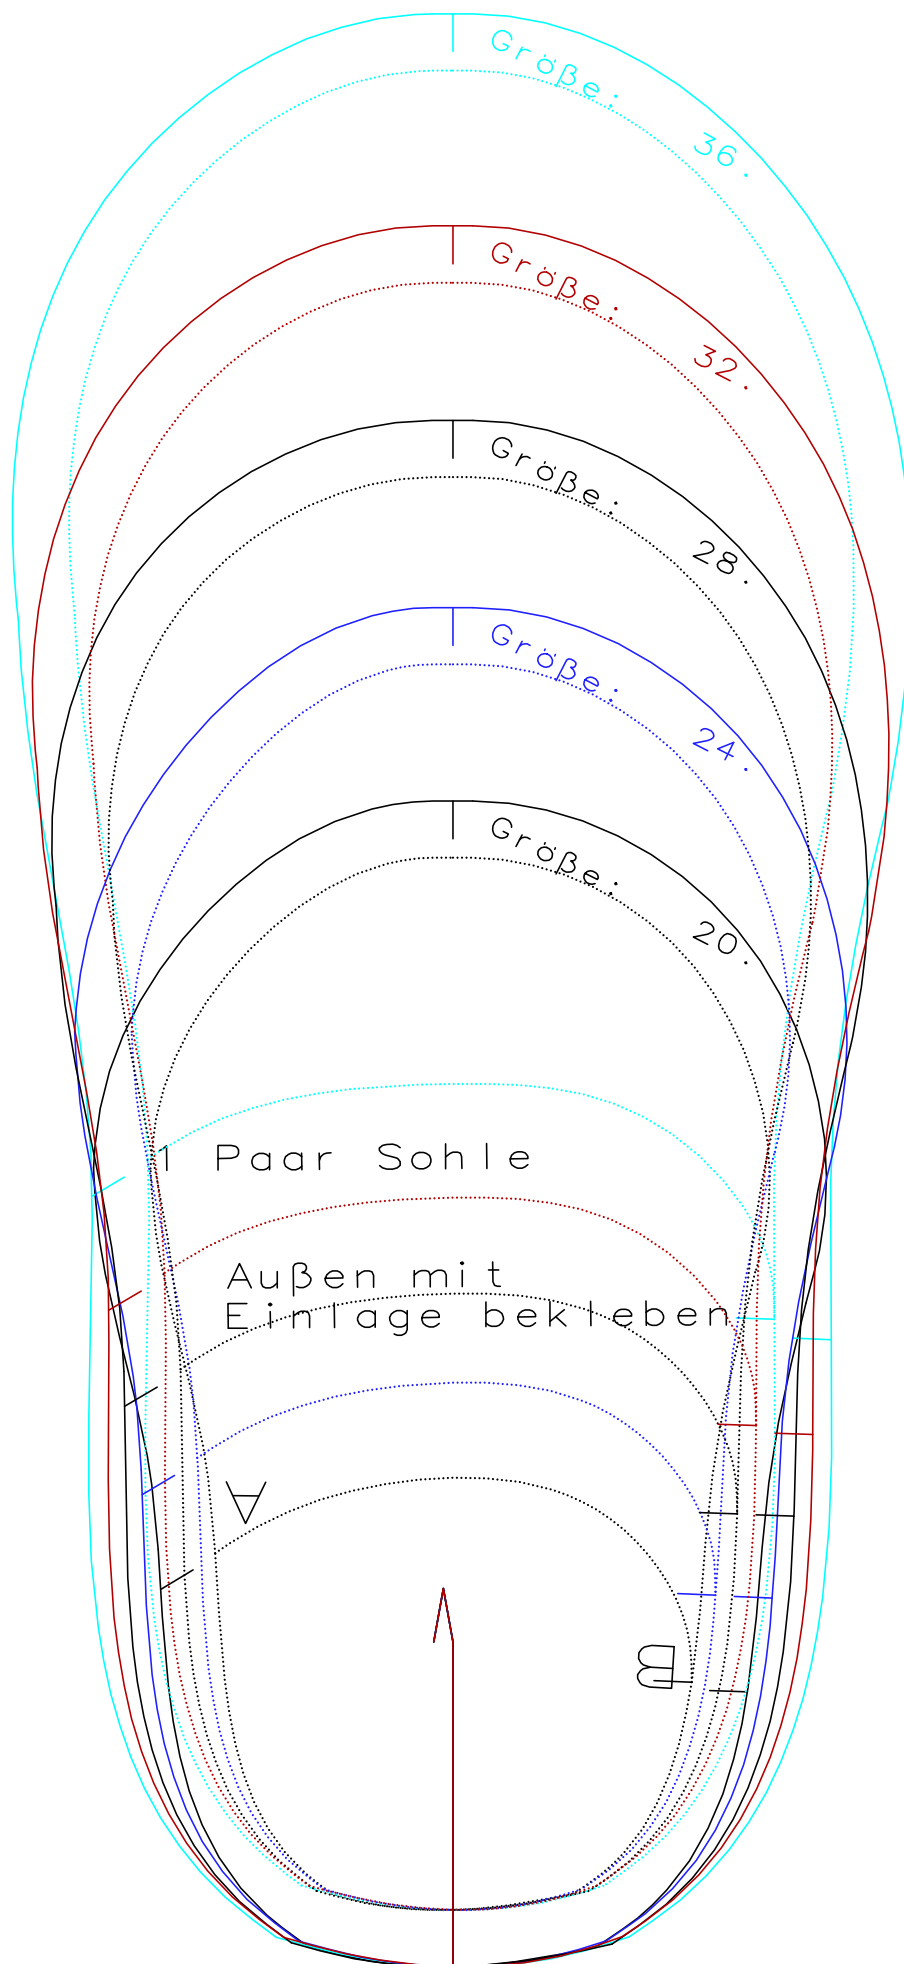 Größe: 36.
Größe: 32.
Größe: 28.
Größe: 24.
Größe: 20.
1 Paar Sohle
Außen mit
Einlage bekleben
A
B